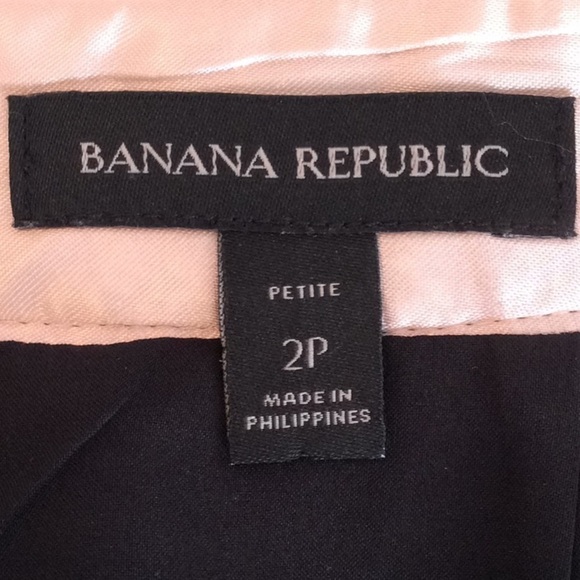 BANANA REPUBLIC
PETITE
2P
MADE IN
PHILIPPINES